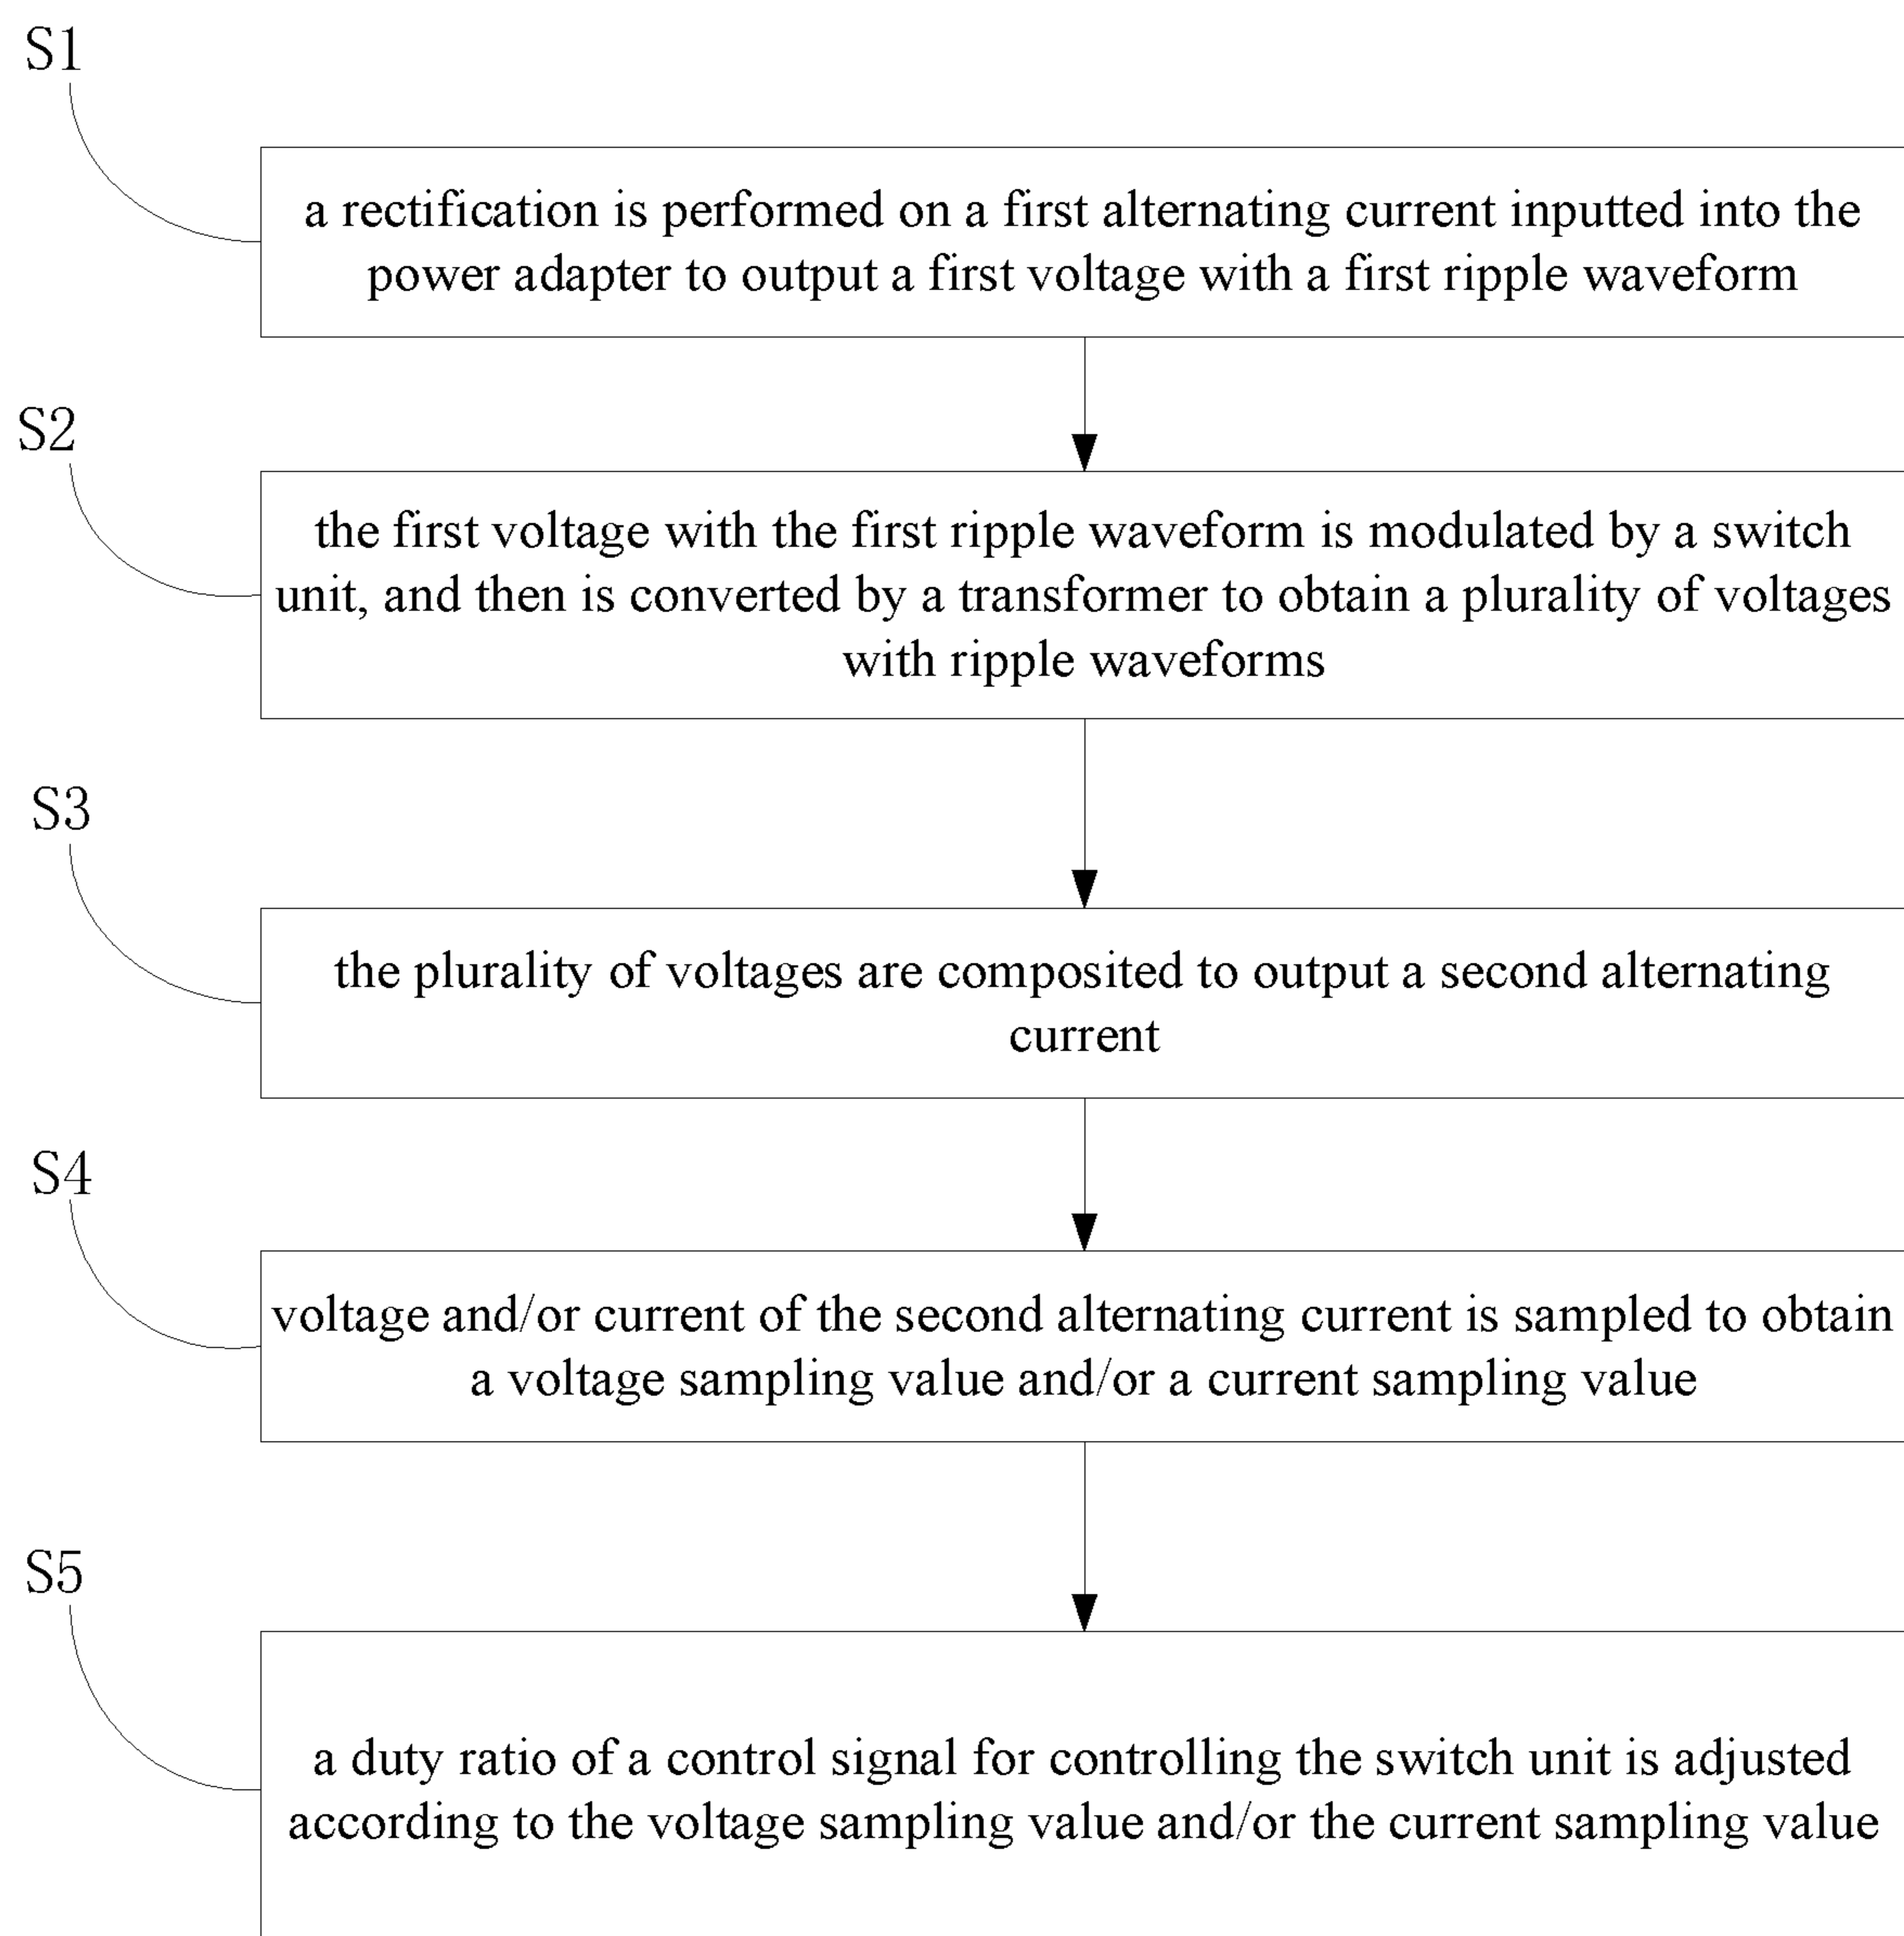 S1
a rectification is performed on a first alternating current inputted into the
power adapter to output a first voltage with a first ripple waveform
S2
the first voltage with the first ripple waveform is modulated by a switch
unit, and then is converted by a transformer to obtain a plurality of voltages
with ripple waveforms
S3
the plurality of voltages are composited to output a second alternating
current
S4
voltage and/or current of the second alternating current is sampled to obtain
a voltage sampling value and/or a current sampling value
S5
a duty ratio of a control signal for controlling the switch unit is adjusted
according to the voltage sampling value and/or the current sampling value